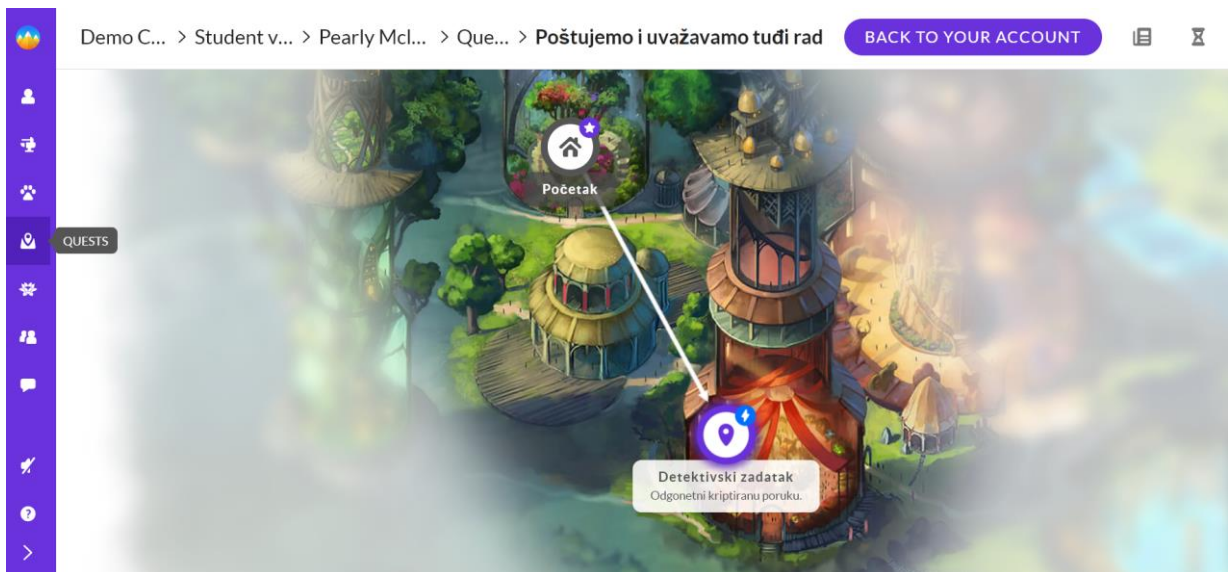 Demo C... > Student v... > Pearly McI... > Que... > Poštujemo i uvažavamo tuđi rad
BACK TO YOUR ACCOUNT
Početak
QUESTS
Detektivski zadatak
Odgonetni kriptiranu poruku.